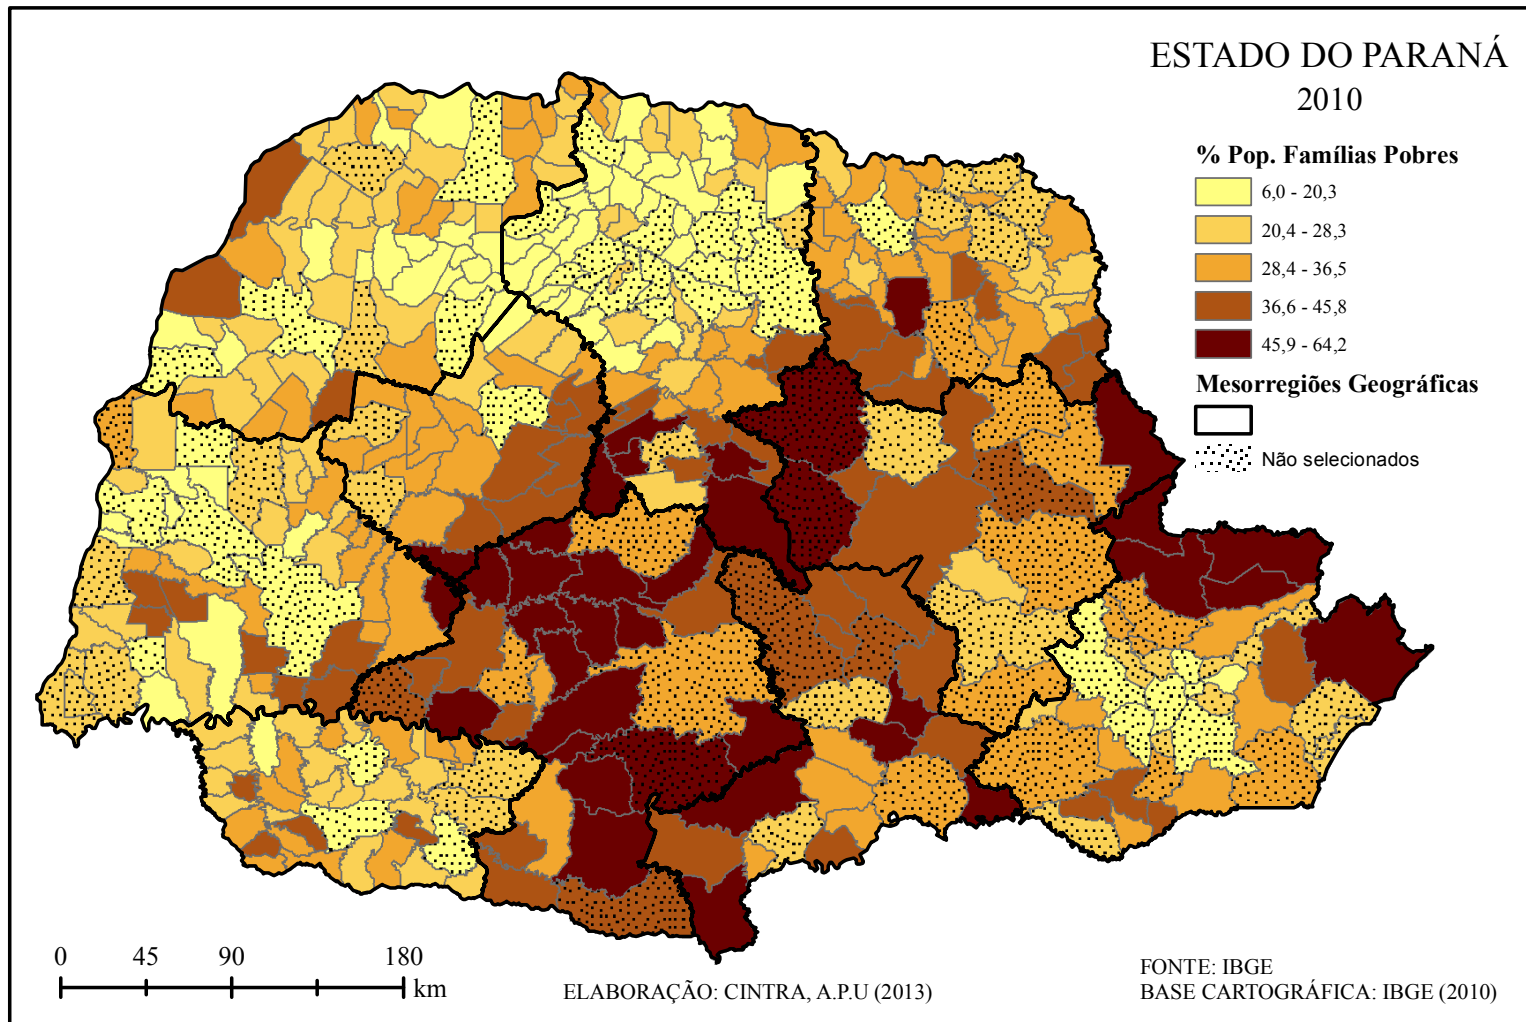 ESTADO DO PARANÁ
2010
% Pop. Famílias Pobres
6,0 - 20,3
20,4 - 28,3
28,4 - 36,5
36,6 - 45,8
45,9 - 64,2
Mesorregiões Geográficas
Não selecionados
0 45 90 180
km
ELABORAÇÃO: CINTRA, A.P.U (2013)
FONTE: IBGE
BASE CARTOGRÁFICA: IBGE (2010)